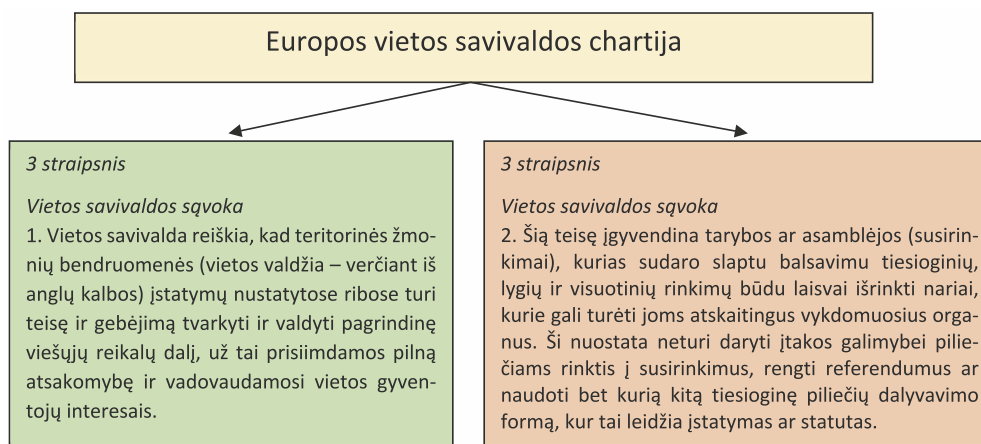 Europos vietos savivaldos chartija
3 straipsnis
Vietos savivaldos sąvoka
1. Vietos savivalda reiškia, kad teritorinės žmo-
nių bendruomenės (vietos valdžia – verčiant iš
anglų kalbos) įstatymų nustatytose ribose turi
teisę ir gebėjimą tvarkyti ir valdyti pagrindinę
viešųjų reikalų dalį, už tai prisiimdamos pilną
atsakomybę ir vadovaudamosi vietos gyven-
tojų interesais.
3 straipsnis
Vietos savivaldos sąvoka
2. Šią teisę įgyvendina tarybos ar asamblėjos (susirin-
kimai), kurias sudaro slaptu balsavimu tiesioginių,
lygių ir visuotinių rinkimų būdu laisvai išrinkti nariai,
kurie gali turėti joms atskaitingus vykdomuosius orga-
nus. Ši nuostata neturi daryti įtakos galimybei pilie-
čiams rinktis į susirinkimus, rengti referendumus ar
naudoti bet kurią kitą tiesioginę piliečių dalyvavimo
formą, kur tai leidžia įstatymas ar statutas.